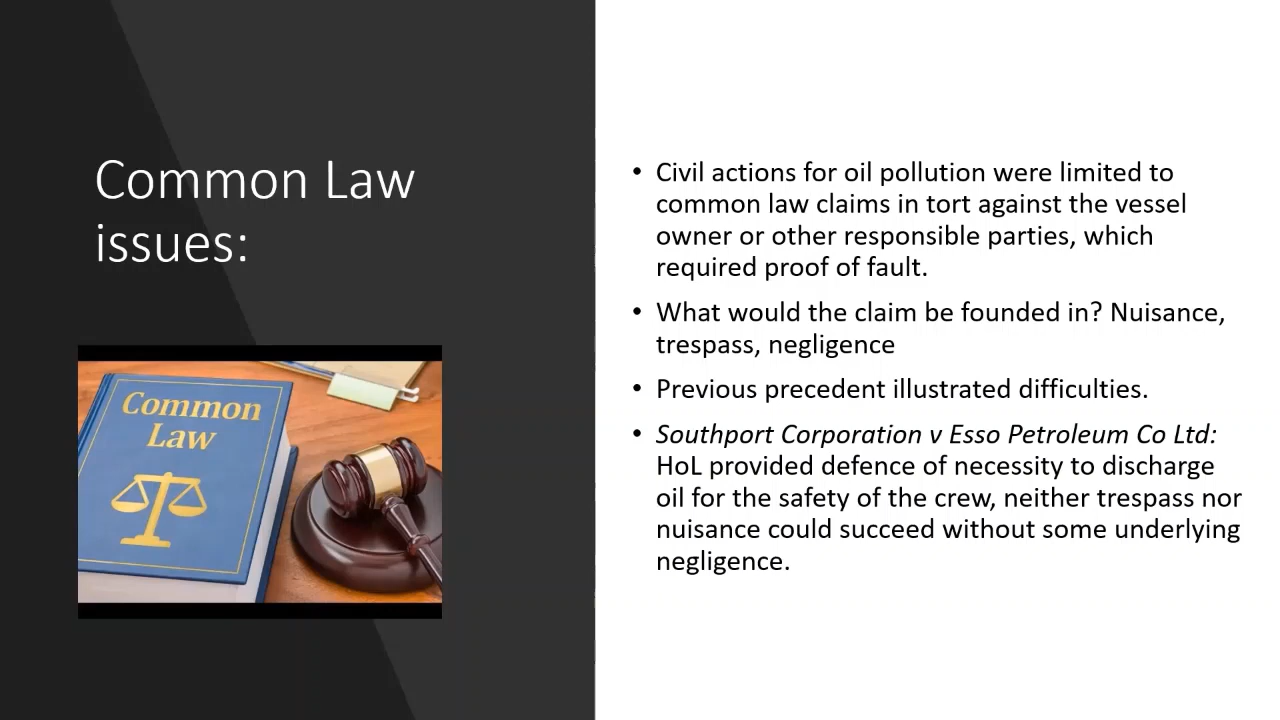 Common Law
issues:
Common
Law
• Civil actions for oil pollution were limited to
common law claims in tort against the vessel
owner or other responsible parties, which
required proof of fault.
• What would the claim be founded in? Nuisance,
trespass, negligence
• Previous precedent illustrated difficulties.
• Southport Corporation v Esso Petroleum Co Ltd:
HoL provided defence of necessity to discharge
oil for the safety of the crew, neither trespass nor
nuisance could succeed without some underlying
negligence.